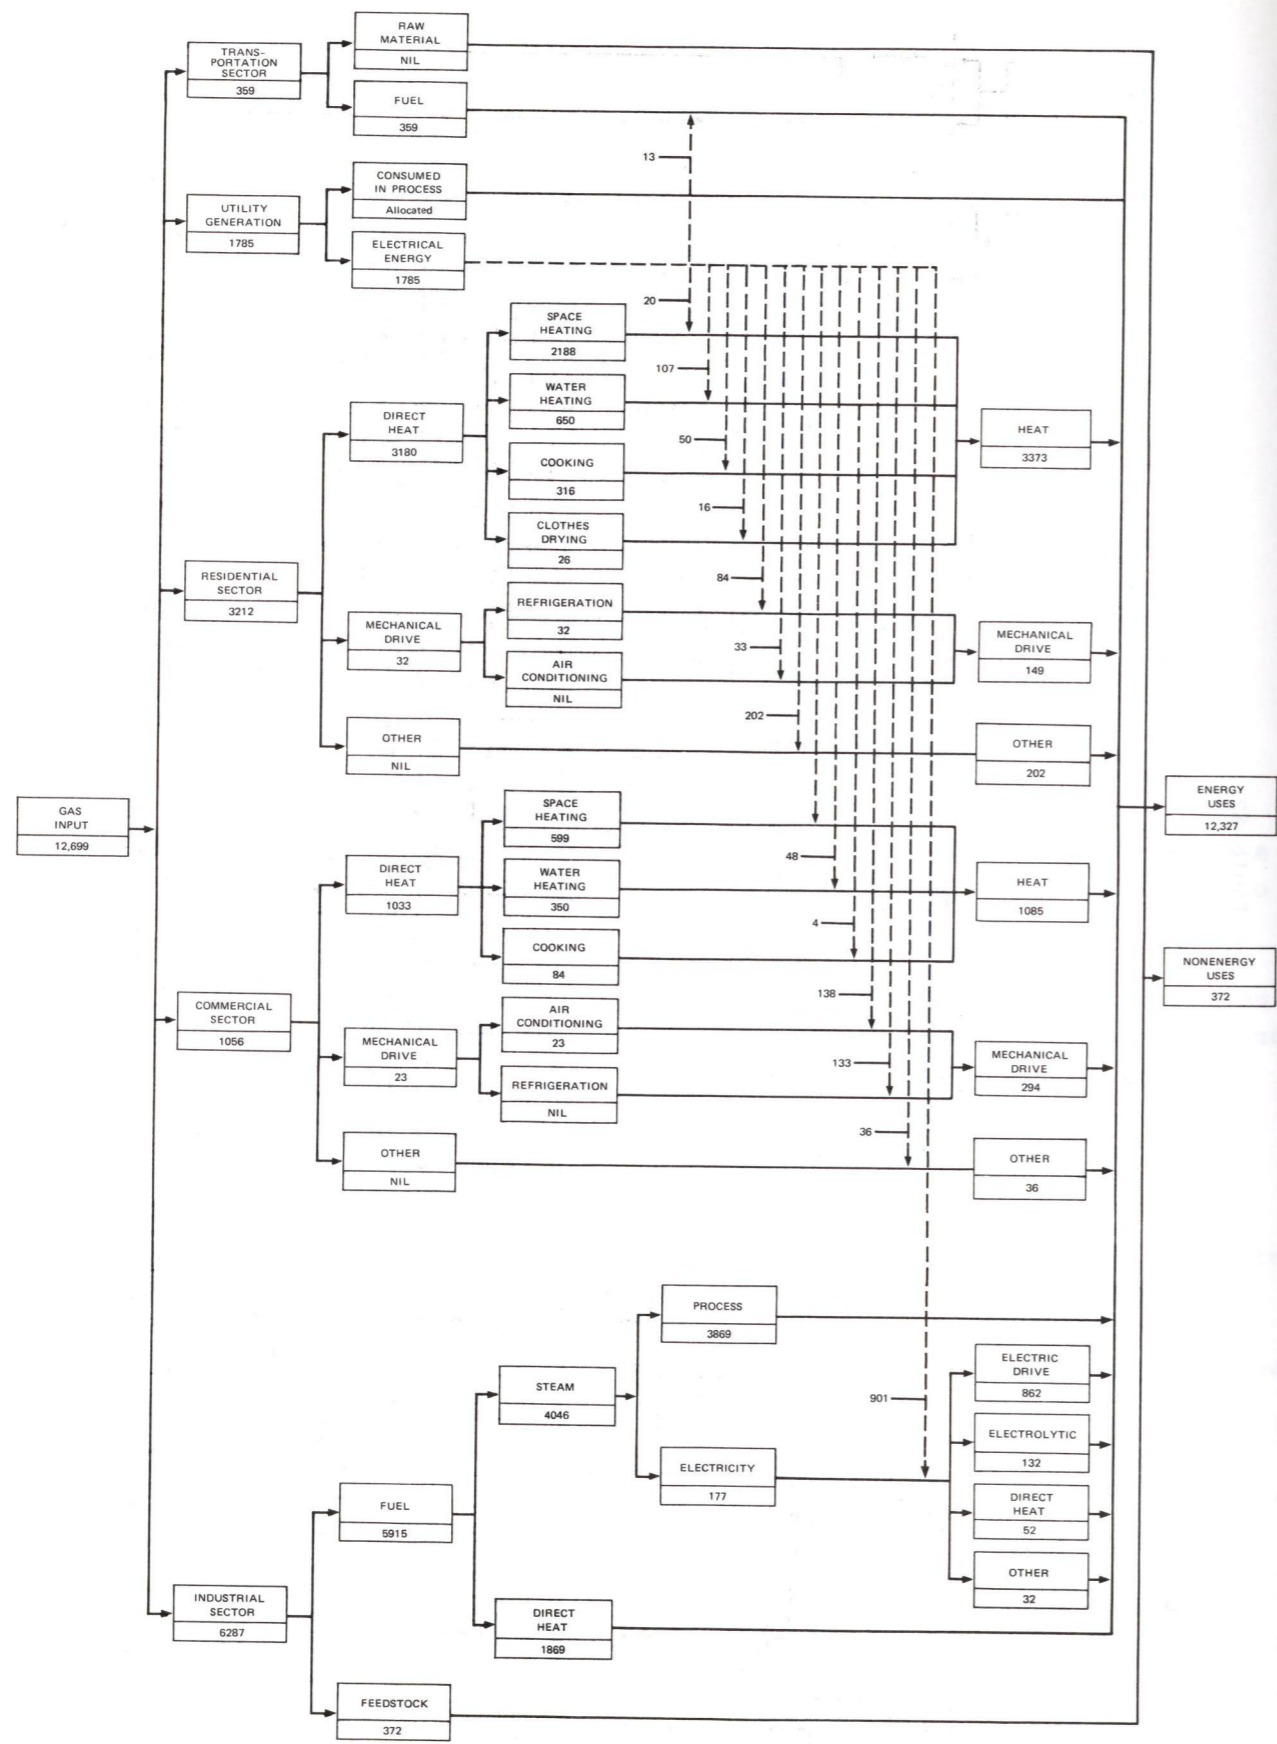 GAS
INPUT
12,699
TRANS-
PORTATION
SECTOR
359
RAW
MATERIAL
NIL
FUEL
359
UTILITY
GENERATION
1785
CONSUMED
IN PROCESS
Allocated
ELECTRICAL
ENERGY
1785
13
20
107
50
16
84
33
202
48
4
138
133
36
901
RESIDENTIAL
SECTOR
3212
DIRECT
HEAT
3180
SPACE
HEATING
2188
WATER
HEATING
650
COOKING
316
CLOTHES
DRYING
26
HEAT
3373
MECHANICAL
DRIVE
32
REFRIGERATION
32
AIR
CONDITIONING
NIL
MECHANICAL
DRIVE
149
OTHER
NIL
OTHER
202
COMMERCIAL
SECTOR
1056
DIRECT
HEAT
1033
SPACE
HEATING
599
WATER
HEATING
350
COOKING
84
HEAT
1085
MECHANICAL
DRIVE
23
AIR
CONDITIONING
23
REFRIGERATION
NIL
MECHANICAL
DRIVE
294
OTHER
NIL
OTHER
36
INDUSTRIAL
SECTOR
6287
FUEL
5915
STEAM
4046
PROCESS
3869
ELECTRICITY
177
ELECTRIC
DRIVE
862
ELECTROLYTIC
132
DIRECT
HEAT
52
OTHER
32
DIRECT
HEAT
1869
FEEDSTOCK
372
ENERGY
USES
12,327
NONENERGY
USES
372